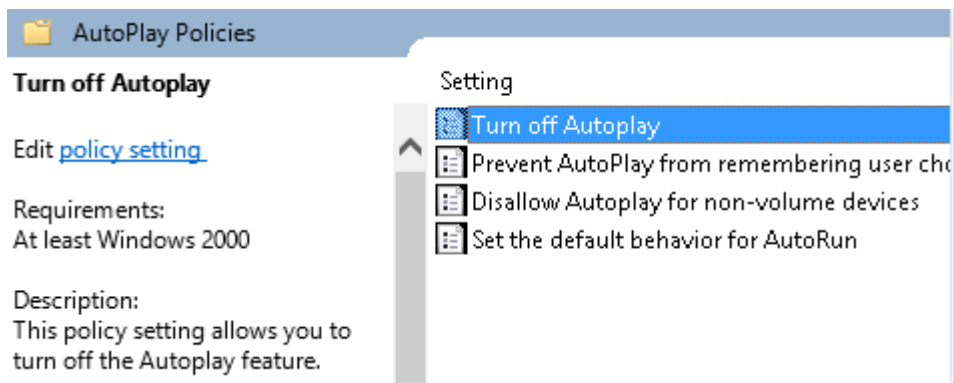 AutoPlay Policies
Turn off Autoplay
Edit policy setting
Requirements:
At least Windows 2000
Description:
This policy setting allows you to
turn off the Autoplay feature.
Setting
Turn off Autoplay
Prevent AutoPlay from remembering user
Disallow Autoplay for non-volume devices
Set the default behavior for AutoRun